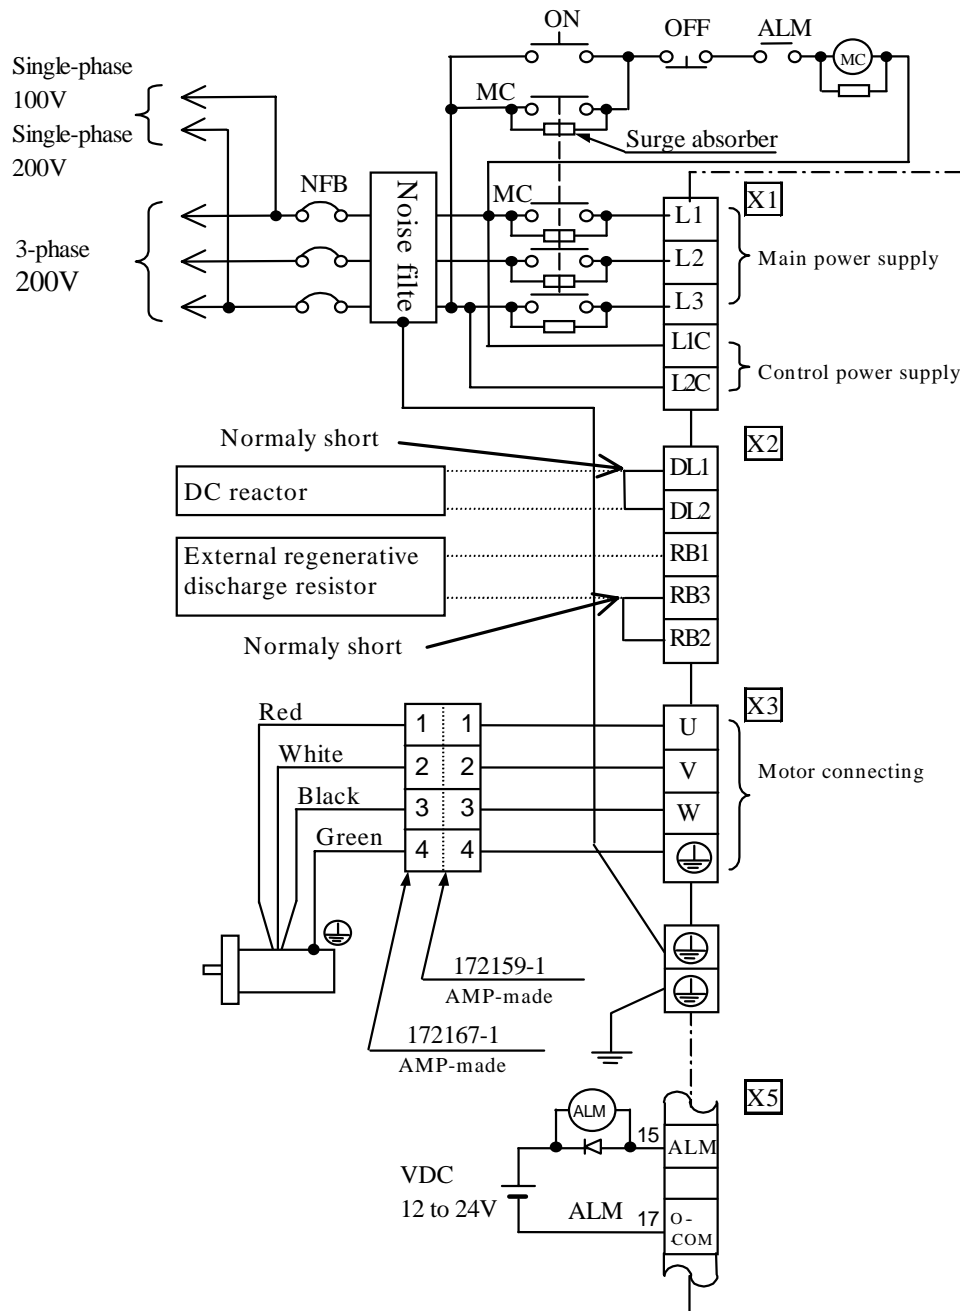 ON
OFF
ALM
MC
Single-phase
100V
Single-phase
200V
MC
Surge absorber
NFB
Noise filte
MC
3-phase
200V
X1
L1
L2
L3
L1C
L2C
Main power supply
Control power supply
X2
Normaly short
DC reactor
DL1
DL2
External regenerative
discharge resistor
RB1
RB3
RB2
Normaly short
X3
Red
White
Black
Green
1 1
2 2
3 3
4 4
U
V
W
Motor connecting
172159-1
AMP-made
172167-1
AMP-made
X5
ALM
15
ALM
VDC
12 to 24V
ALM
17
O-
-COM